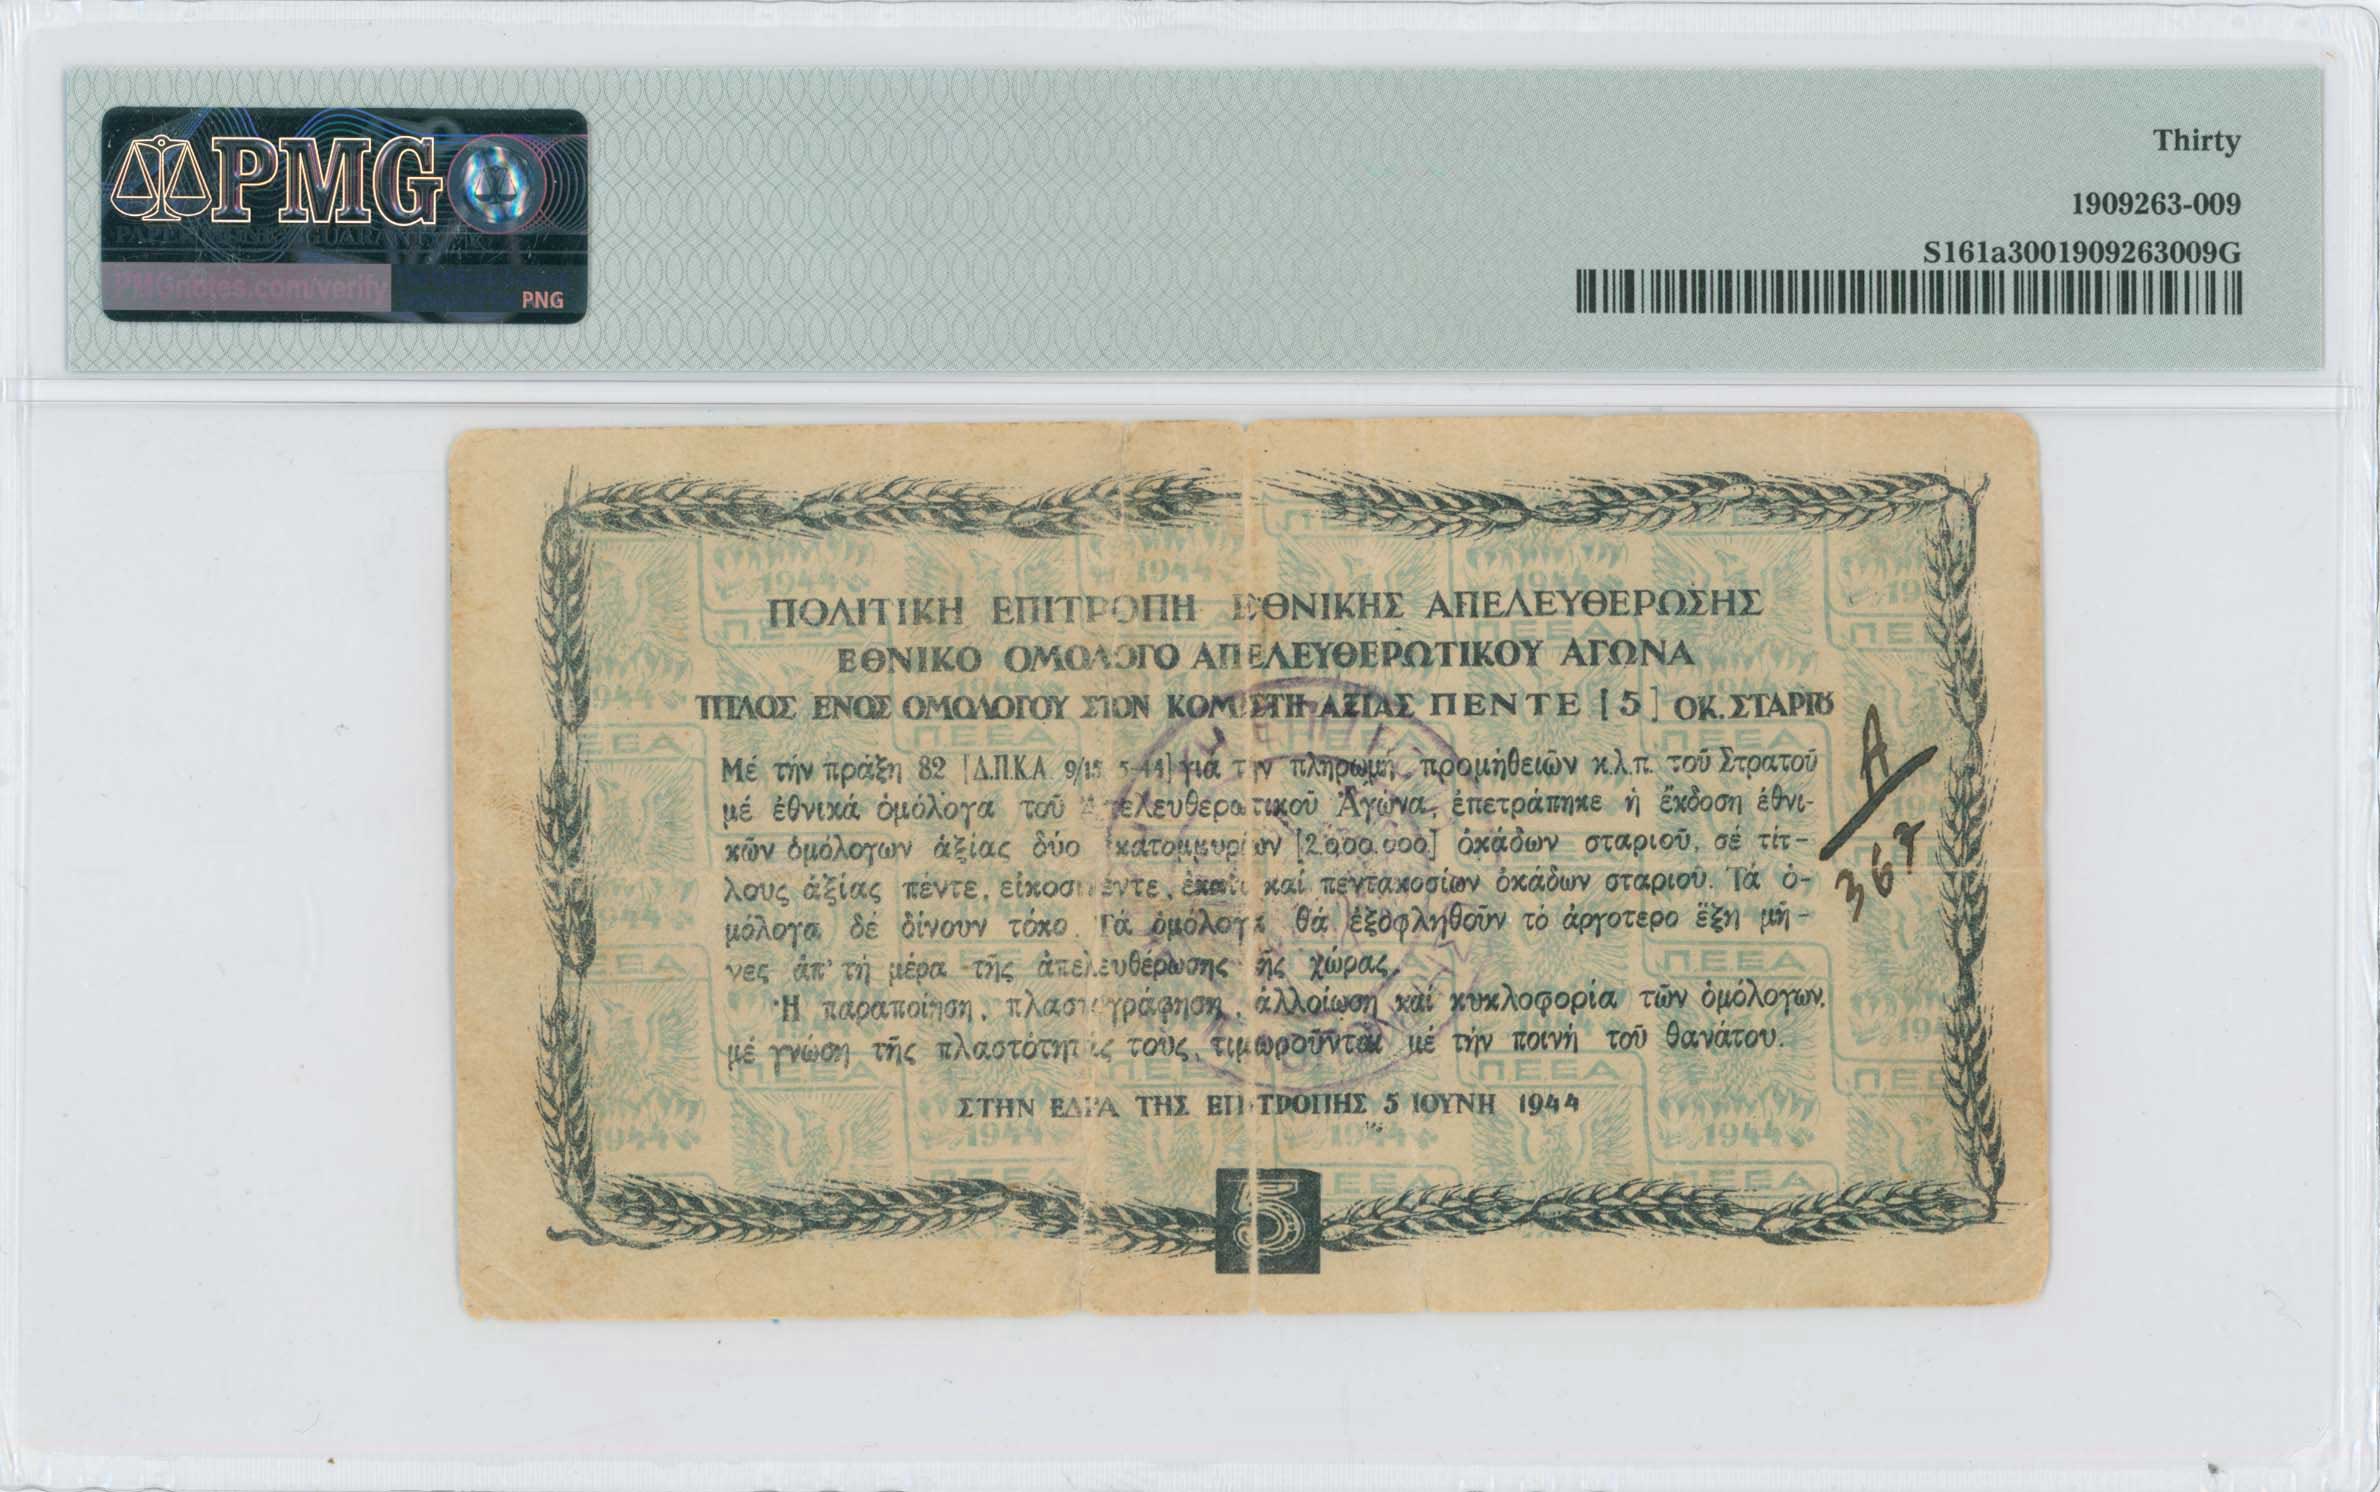 PMG
PMGnotes.com/verify
PNG
Thirty
1909263-009
S161a3001909263009G
ΠΟΛΙΤΙΚΗ ΕΠΙΤΡΟΠΗ ΕΘΝΙΚΗΣ ΑΠΕΛΕΥΘΕΡΩΣΗΣ
ΕΘΝΙΚΟ ΟΜΟΛΟΓΟ ΑΠΕΛΕΥΘΕΡΩΤΙΚΟΥ ΑΓΩΝΑ
ΤΙΤΛΟΣ ΕΝΟΣ ΟΜΟΛΟΓΟΥ ΣΤΟΝ ΚΟΜΙΣΤΗ ΑΞΙΑΣ ΠΕΝΤΕ [5] ΟΚ. ΣΤΑΡΙΟΥ
Μέ τήν πράξη 82 [Δ.Π.Κ.Α. 9/15 5-44] γιά τήν πληρωμή προμήθειῶν κ.λ.π. τοῦ Στρατοῦ
μέ ἐθνικά ὁμόλογα τοῦ Ἀπελευθερωτικοῦ Ἀγώνα, ἐπετράπηκε ἡ ἔκδοση ἐθνι-
κῶν ὁμόλογων ἀξίας δύο ἑκατομμυρίων [2.000.000] ὀκάδων σταριοῦ, σέ τίτ-
λους ἀξίας πέντε, εἰκοσιπέντε, ἑκατό καί πεντακοσίων ὀκάδων σταριοῦ. Τά ὁ-
μόλογα δέ δίνουν τόκο. Τά ὁμόλογα θά ἐξοφληθοῦν τό ἀργοτερο ἕξη μῆ-
νες ἀπ' τή μέρα τῆς ἀπελευθέρωσης τῆς χώρας.
Ἡ παραποίηση, πλαστογράφηση, ἀλλοίωση καί κυκλοφορία τῶν ὁμόλογων,
μέ γνώση τῆς πλαστότητάς τους, τιμωροῦνται μέ τήν ποινή τοῦ θανάτου.
ΣΤΗΝ ΕΔΡΑ ΤΗΣ ΕΠΙΤΡΟΠΗΣ 5 ΙΟΥΝΗ 1944
5
A
367